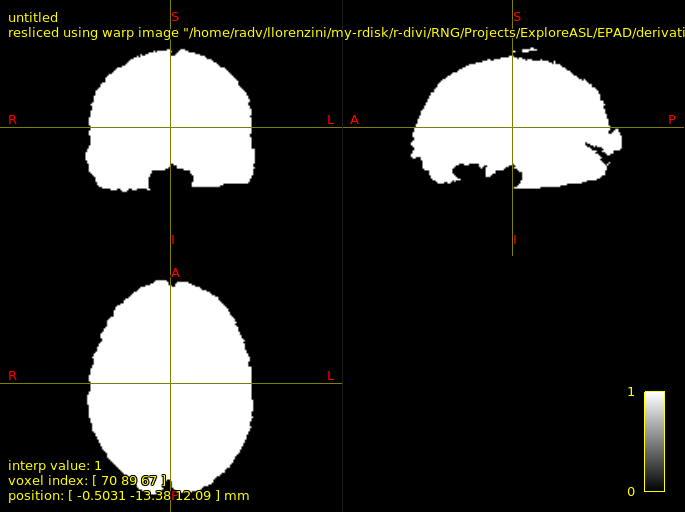 untitled
resliced using warp image "/home/radv/llorenzini/my-rdisk/r-divi/RNG/Projects/ExploreASL/EPAD/derivati
S
S
R
L
A
P
I
I
A
R
L
1
interp value: 1
voxel index: [ 70 89 67 ]
0
position: [ -0.5031 -13.38 12.09 ] mm